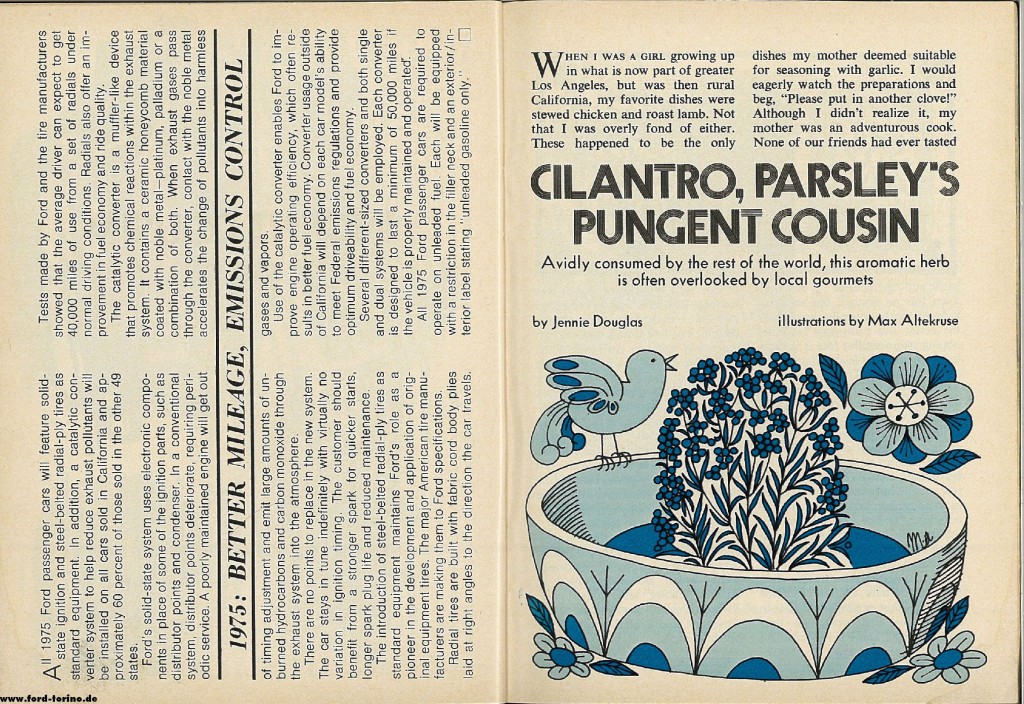 1975: BETTER MILEAGE, EMISSIONS CONTROL
All 1975 Ford passenger cars will feature solid-
state ignition and steel-belted radial-ply tires as
standard equipment. In addition, a catalytic con-
verter system to help reduce exhaust pollutants will
be installed on all cars sold in California and ap-
proximately 60 percent of those sold in the other 49
states.
Ford's solid-state system uses electronic compo-
nents in place of some of the ignition parts, such as
distributor points and condenser. In a conventional
system, distributor points deteriorate, requiring peri-
odic service. A poorly maintained engine will get out
of timing adjustment and emit large amounts of un-
burned hydrocarbons and carbon monoxide through
the exhaust system into the atmosphere.
There are no points to replace in the new system.
The car stays in tune indefinitely with virtually no
variation in ignition timing. The customer should
benefit from a stronger spark for quicker starts,
longer spark plug life and reduced maintenance.
The introduction of steel-belted radial-ply tires as
standard equipment maintains Ford's role as a
pioneer in the development and application of orig-
inal equipment tires. The major American tire manu-
facturers are making them to Ford specifications.
Radial tires are built with fabric cord body plies
laid at right angles to the direction the car travels.
Tests made by Ford and the tire manufacturers
showed that the average driver can expect to get
40,000 miles of use from a set of radials under
normal driving conditions. Radials also offer an im-
provement in fuel economy and ride quality.
The catalytic converter is a muffler-like device
that promotes chemical reactions within the exhaust
system. It contains a ceramic honeycomb material
coated with noble metal—platinum, palladium or a
combination of both. When exhaust gases pass
through the converter, contact with the noble metal
accelerates the change of pollutants into harmless
gases and vapors.
Use of the catalytic converter enables Ford to im-
prove engine operating efficiency, which often re-
sults in better fuel economy. Converter usage outside
of California will depend on each car model's ability
to meet Federal emissions regulations and provide
optimum driveability and fuel economy.
Several different-sized converters and both single
and dual systems will be employed. Each converter
is designed to last a minimum of 50,000 miles if
the vehicle is properly maintained and operated.
All 1975 Ford passenger cars are required to
operate on unleaded fuel. Each will be equipped
with a restriction in the filler neck and an exterior/in-
terior label stating "unleaded gasoline only." □
WHEN I WAS A GIRL growing up
in what is now part of greater
Los Angeles, but was then rural
California, my favorite dishes were
stewed chicken and roast lamb. Not
that I was overly fond of either.
These happened to be the only
dishes my mother deemed suitable
for seasoning with garlic. I would
eagerly watch the preparations and
beg, "Please put in another clove!"
Although I didn't realize it, my
mother was an adventurous cook.
None of our friends had ever tasted
CILANTRO, PARSLEY'S
PUNGENT COUSIN
Avidly consumed by the rest of the world, this aromatic herb
is often overlooked by local gourmets
by Jennie Douglas
illustrations by Max Altekruse
MA
www.ford-torino.de